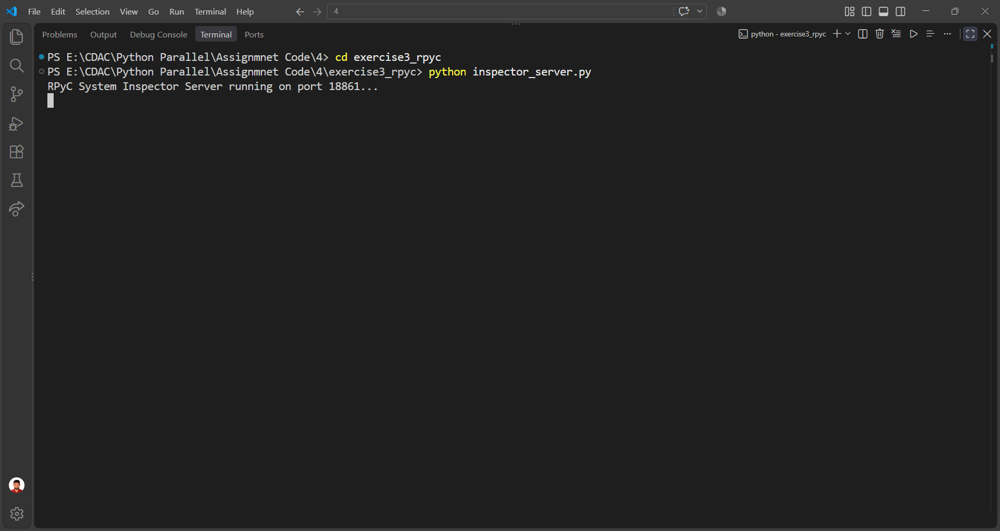 File Edit Selection View Go Run Terminal Help
4
Problems Output Debug Console Terminal Ports
python - exercise3_rpyc
PS E:\CDAC\Python Parallel\Assignmnet Code\4> cd exercise3_rpyc
PS E:\CDAC\Python Parallel\Assignmnet Code\4\exercise3_rpyc> python inspector_server.py
RPyC System Inspector Server running on port 18861...